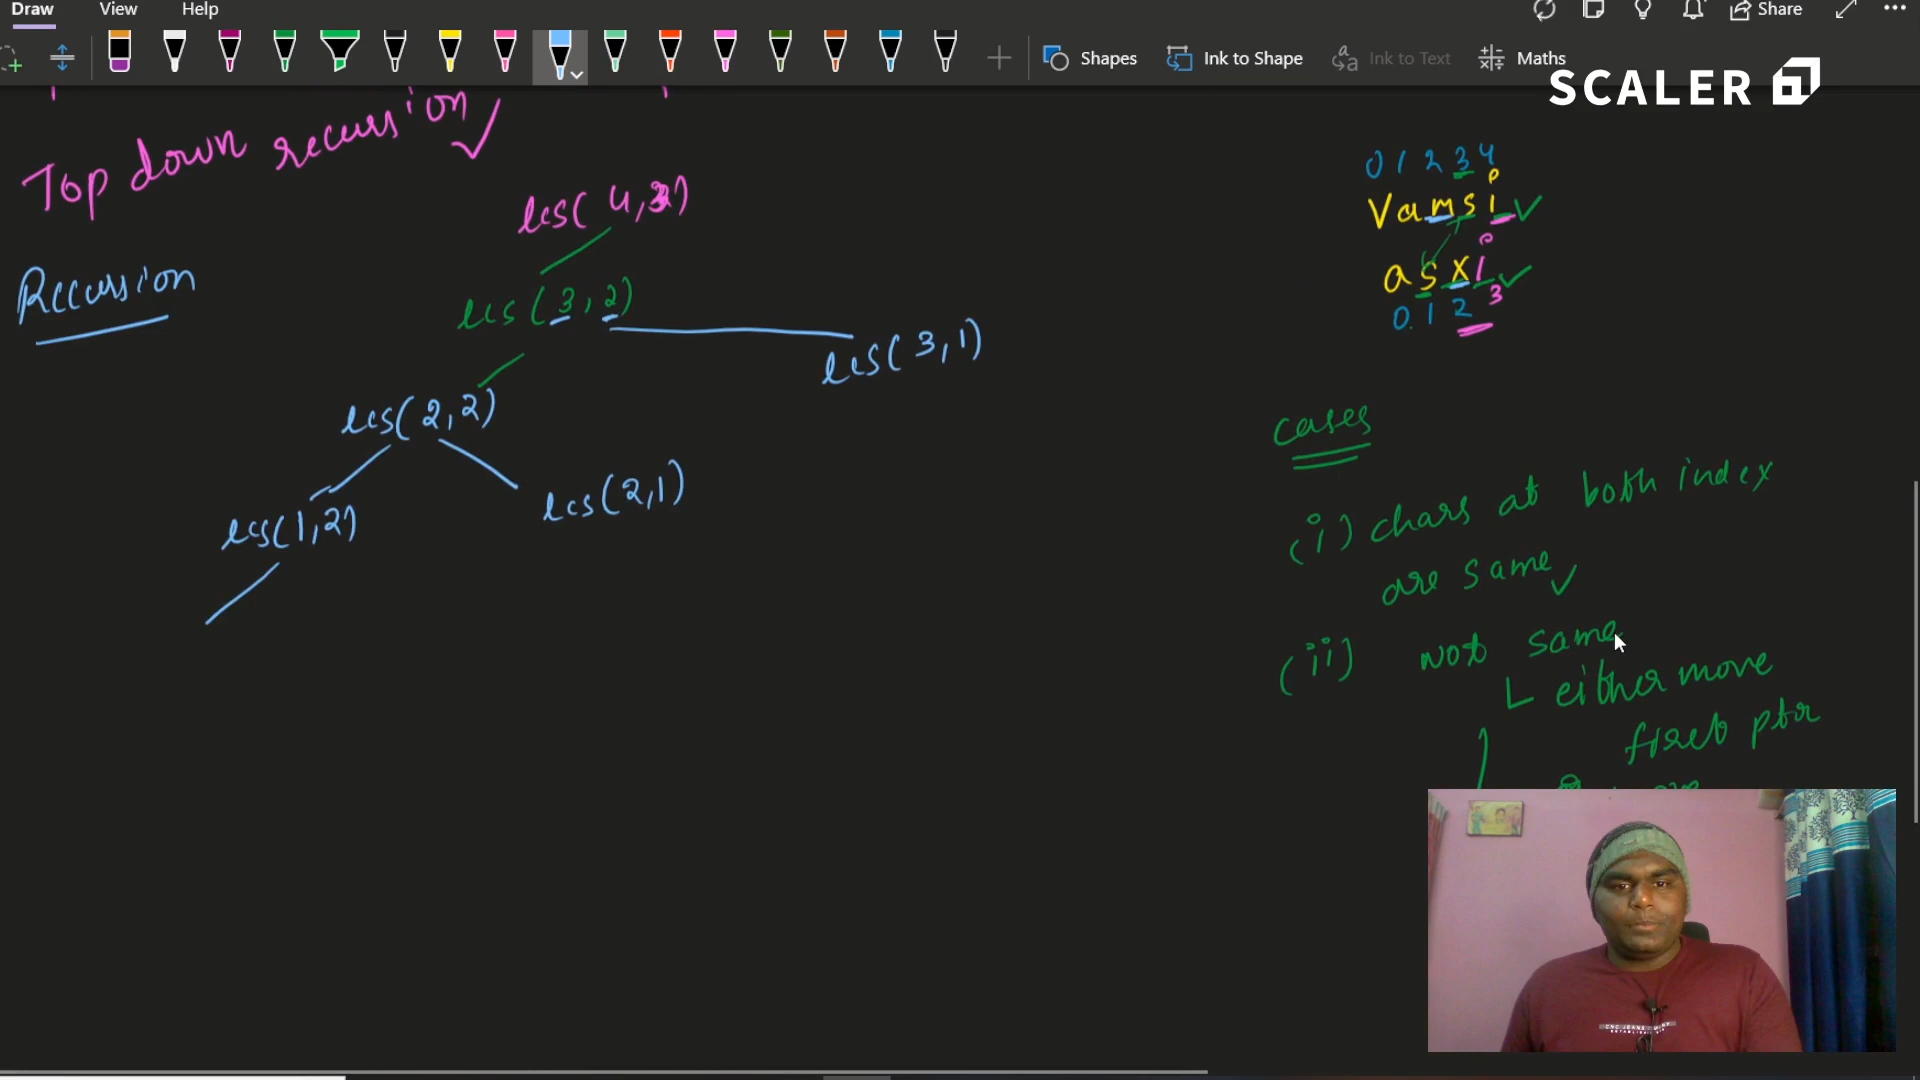 Draw View Help Share
Shapes Ink to Shape Ink to Text Maths
SCALER
Top down recursion
Recursion
lcs(4,3)
lcs(3,2)
lcs(3,1)
lcs(2,2)
lcs(1,2)
lcs(2,1)
0 1 2 3 4
Vamsi
asxi
0. 1 2 3
cases
(i) chars at both index
are same
(ii) not same
either move
first ptr